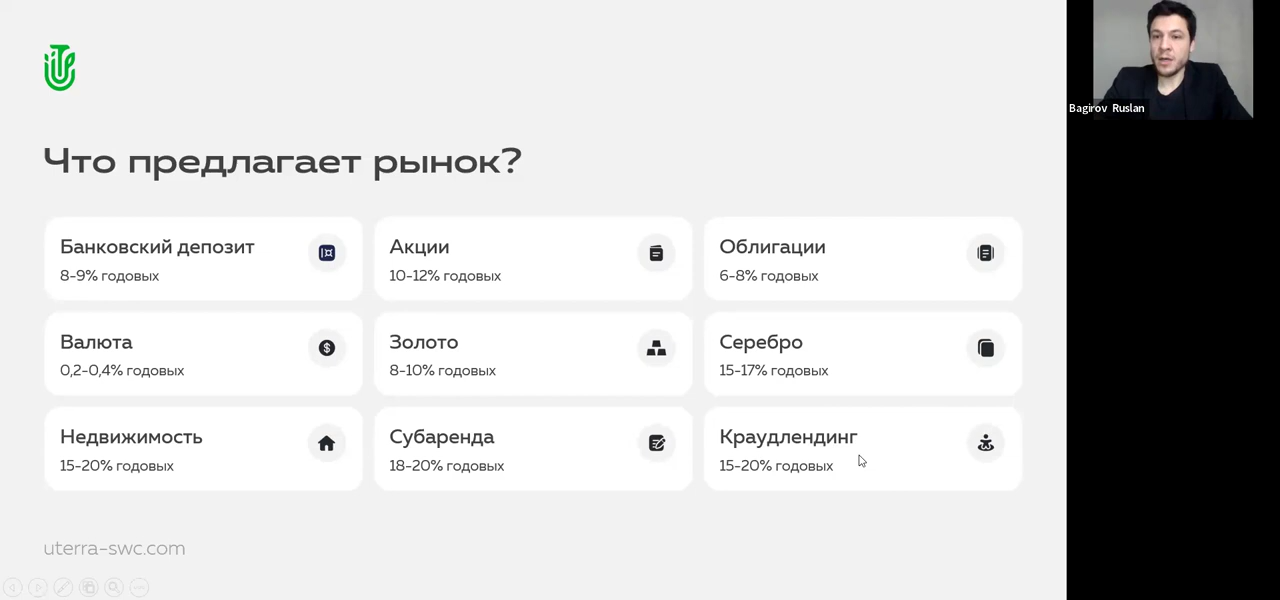 Bagirov Ruslan
Что предлагает рынок?
Банковский депозит
8-9% годовых
Акции
10-12% годовых
Облигации
6-8% годовых
Валюта
0,2-0,4% годовых
Золото
8-10% годовых
Серебро
15-17% годовых
Недвижимость
15-20% годовых
Субаренда
18-20% годовых
Краудлендинг
15-20% годовых
uterra-swc.com